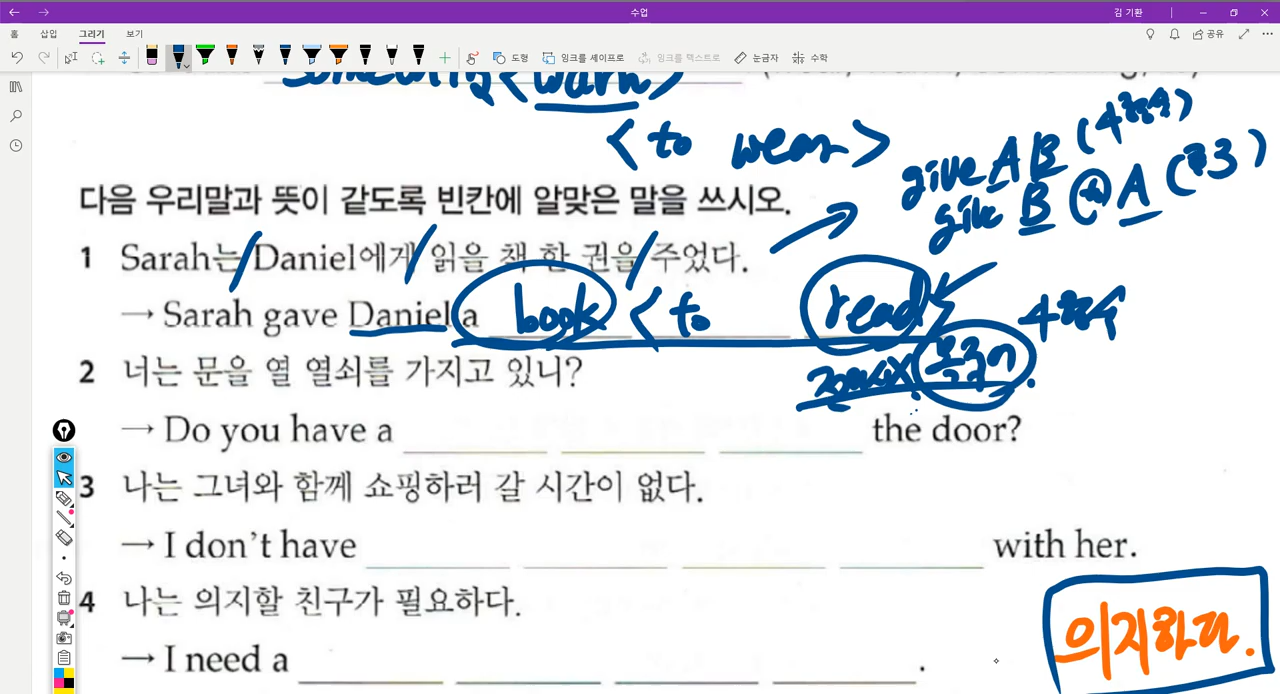 수업
김 기환
홈 삽입 그리기 보기
도형 잉크를 셰이프로 잉크를 텍스트로 눈금자 수학 공유
<to wear>
give A B (4형식)
give B A (3)
다음 우리말과 뜻이 같도록 빈칸에 알맞은 말을 쓰시오.
1 Sarah는/Daniel에게/읽을 책 한 권을/주었다.
→ Sarah gave Daniel a book <to read>
4형식
목적어
2 너는 문을 열 열쇠를 가지고 있니?
→ Do you have a the door?
3 나는 그녀와 함께 쇼핑하러 갈 시간이 없다.
→ I don't have with her.
4 나는 의지할 친구가 필요하다.
→ I need a .
의지하다.